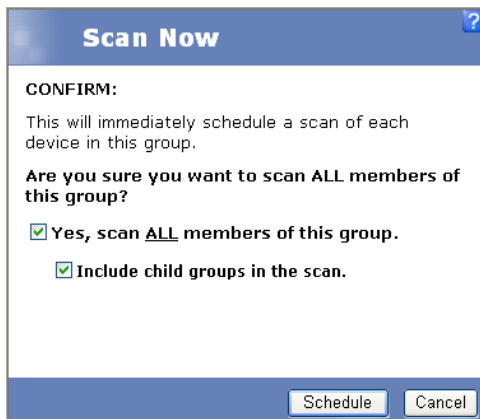 Scan Now
?
CONFIRM:
This will immediately schedule a scan of each
device in this group.
Are you sure you want to scan ALL members of
this group?
Yes, scan ALL members of this group.
Include child groups in the scan.
Schedule
Cancel